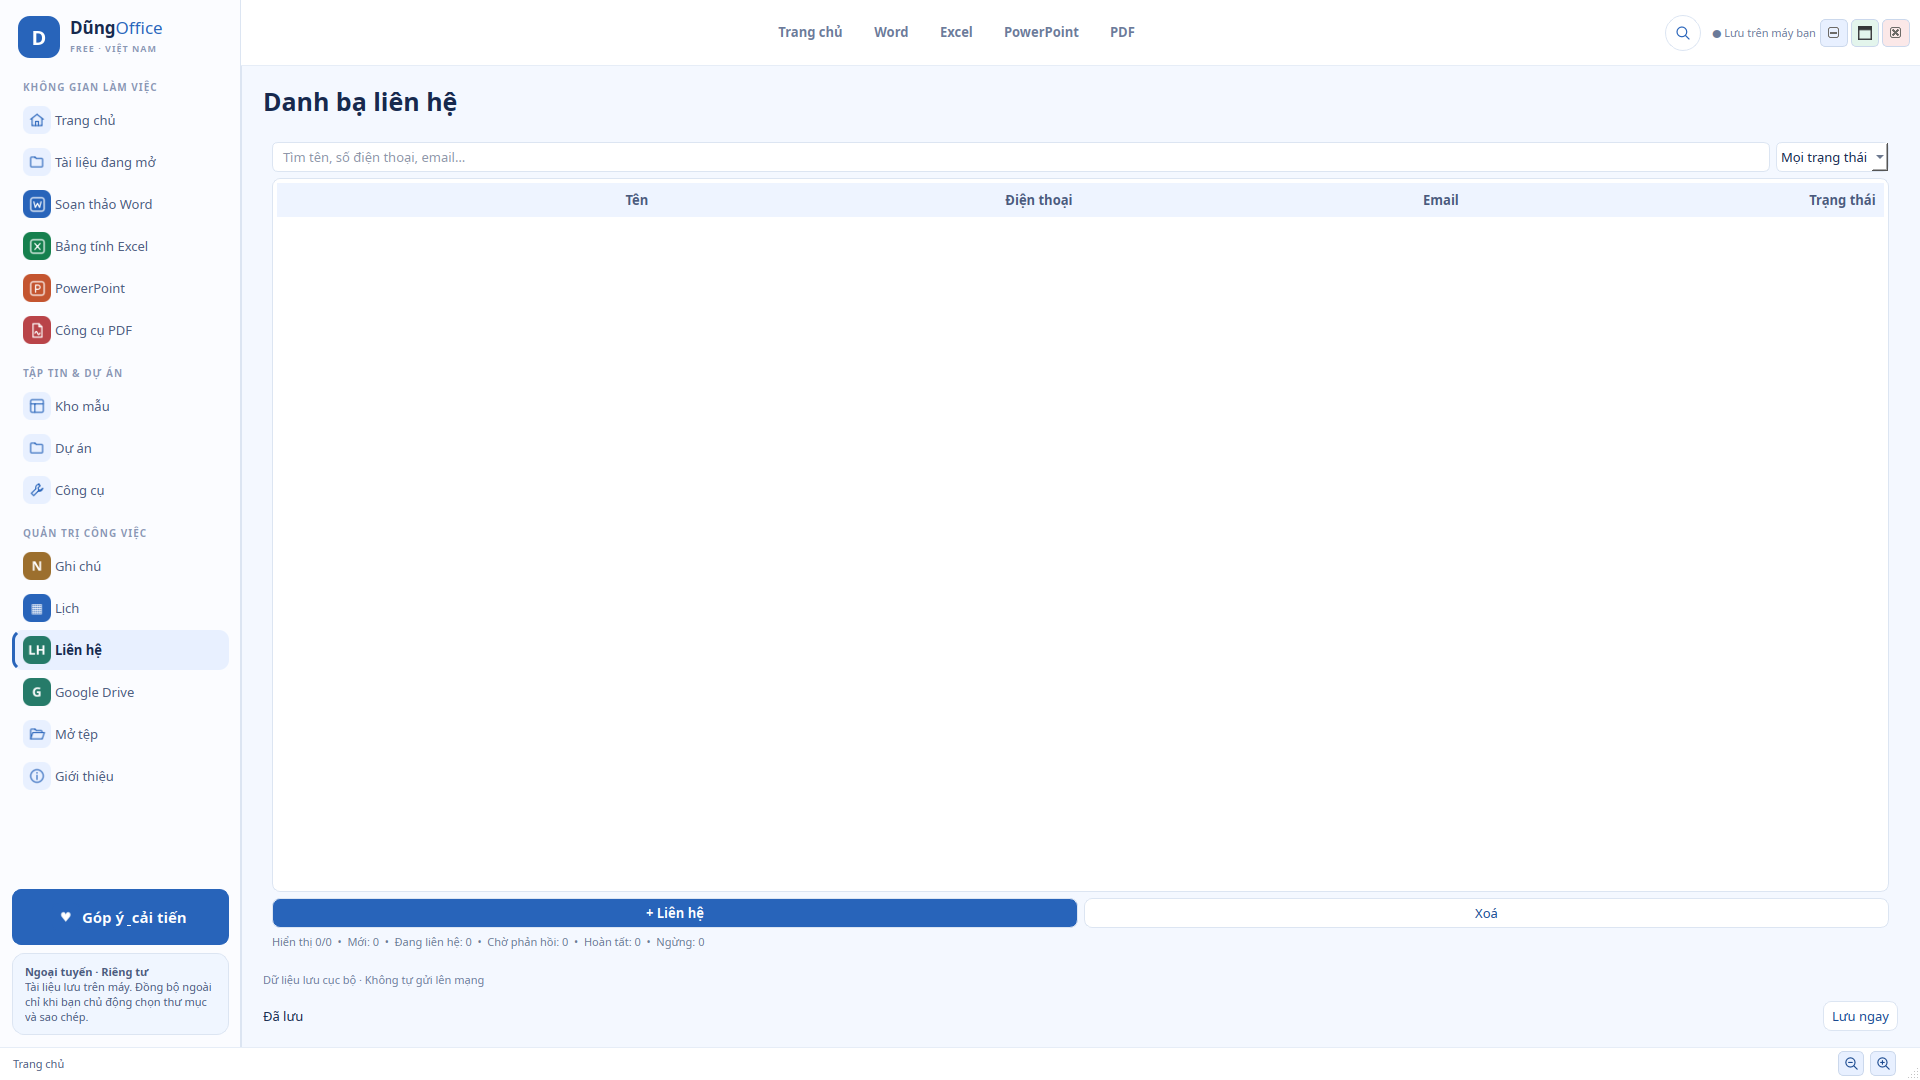 D
DũngOffice
FREE · VIỆT NAM
Trang chủ
Word
Excel
PowerPoint
PDF
● Lưu trên máy bạn
KHÔNG GIAN LÀM VIỆC
Trang chủ
Tài liệu đang mở
W Soạn thảo Word
X Bảng tính Excel
P PowerPoint
Công cụ PDF
TẬP TIN & DỰ ÁN
Kho mẫu
Dự án
Công cụ
QUẢN TRỊ CÔNG VIỆC
N Ghi chú
Lịch
LH Liên hệ
G Google Drive
Mở tệp
Giới thiệu
♥ Góp ý_cải tiến
Ngoại tuyến · Riêng tư
Tài liệu lưu trên máy. Đồng bộ ngoài
chỉ khi bạn chủ động chọn thư mục
và sao chép.
Danh bạ liên hệ
Tìm tên, số điện thoại, email...
Mọi trạng thái
Tên
Điện thoại
Email
Trạng thái
+ Liên hệ
Xoá
Hiển thị 0/0 • Mới: 0 • Đang liên hệ: 0 • Chờ phản hồi: 0 • Hoàn tất: 0 • Ngừng: 0
Dữ liệu lưu cục bộ · Không tự gửi lên mạng
Đã lưu
Lưu ngay
Trang chủ